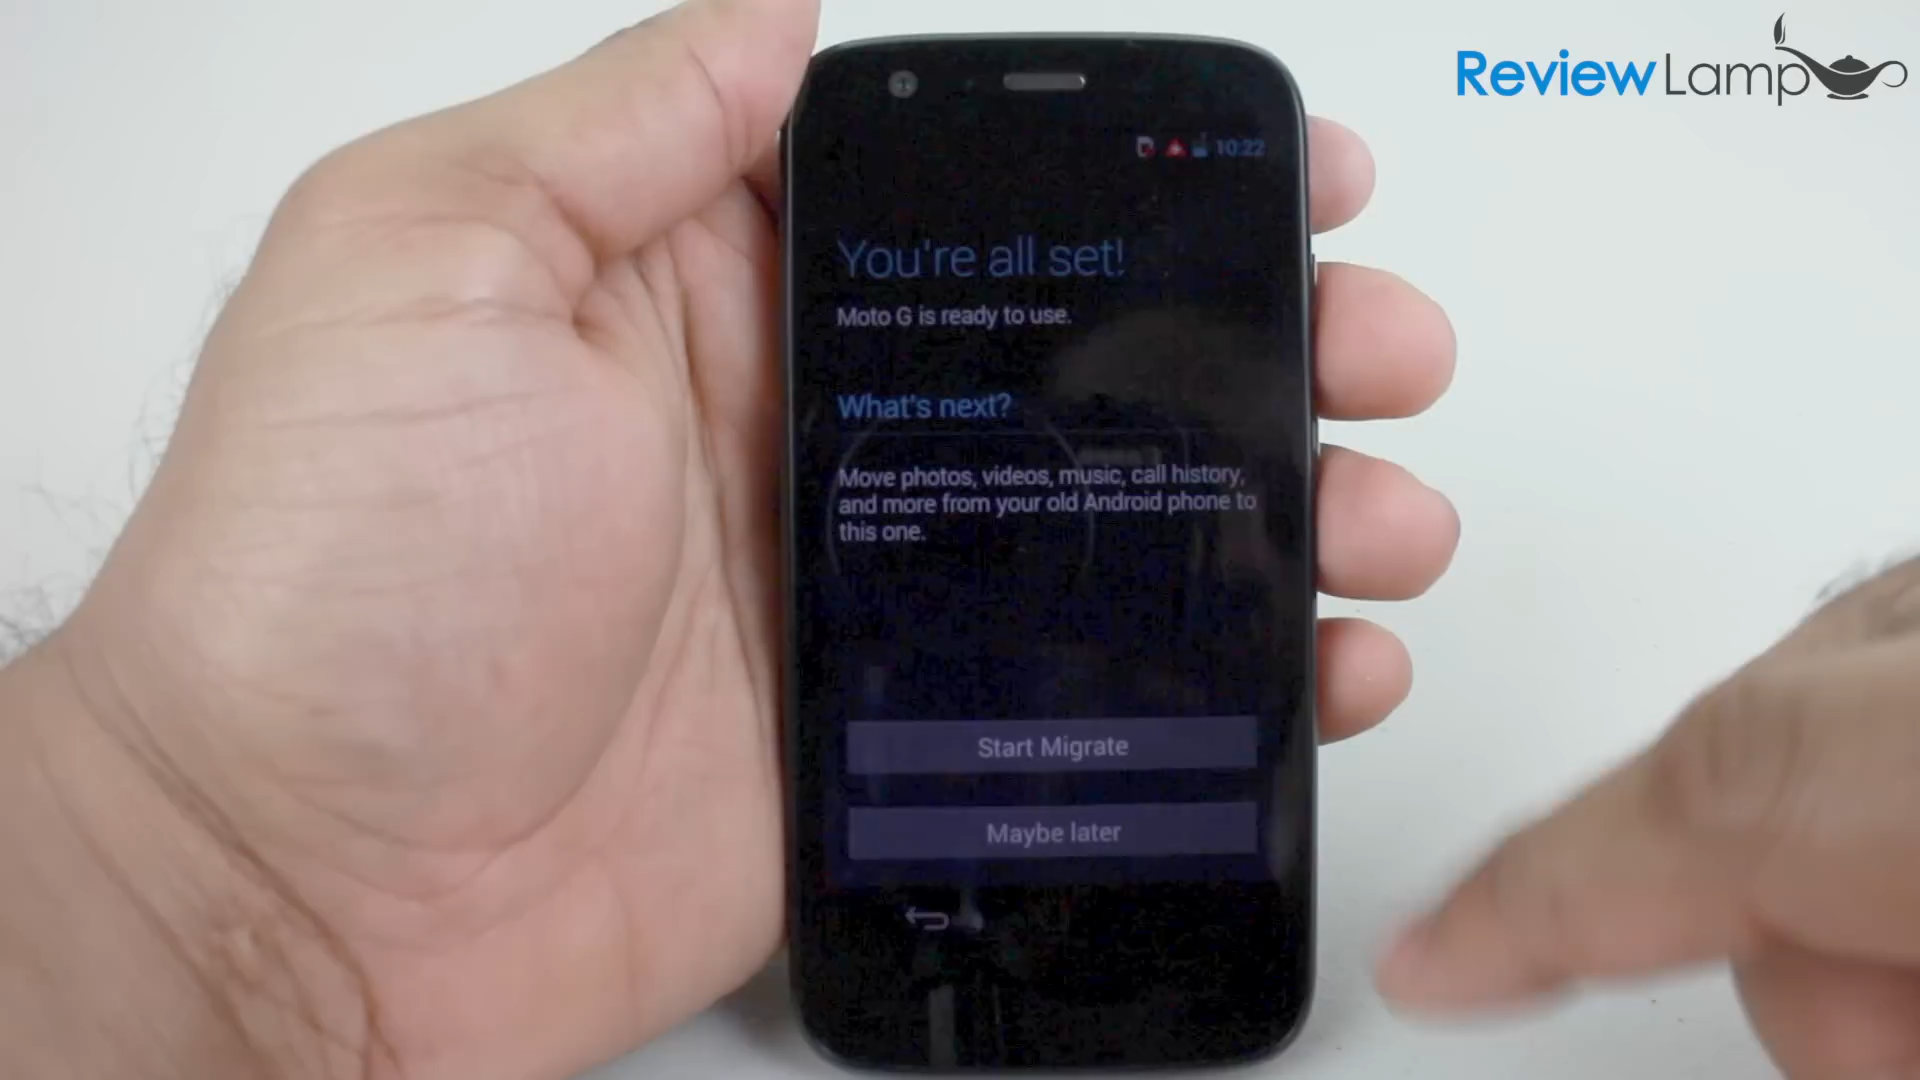 ReviewLamp
10:22
You're all set!
Moto G is ready to use.
What's next?
Move photos, videos, music, call history,
and more from your old Android phone to
this one.
Start Migrate
Maybe later